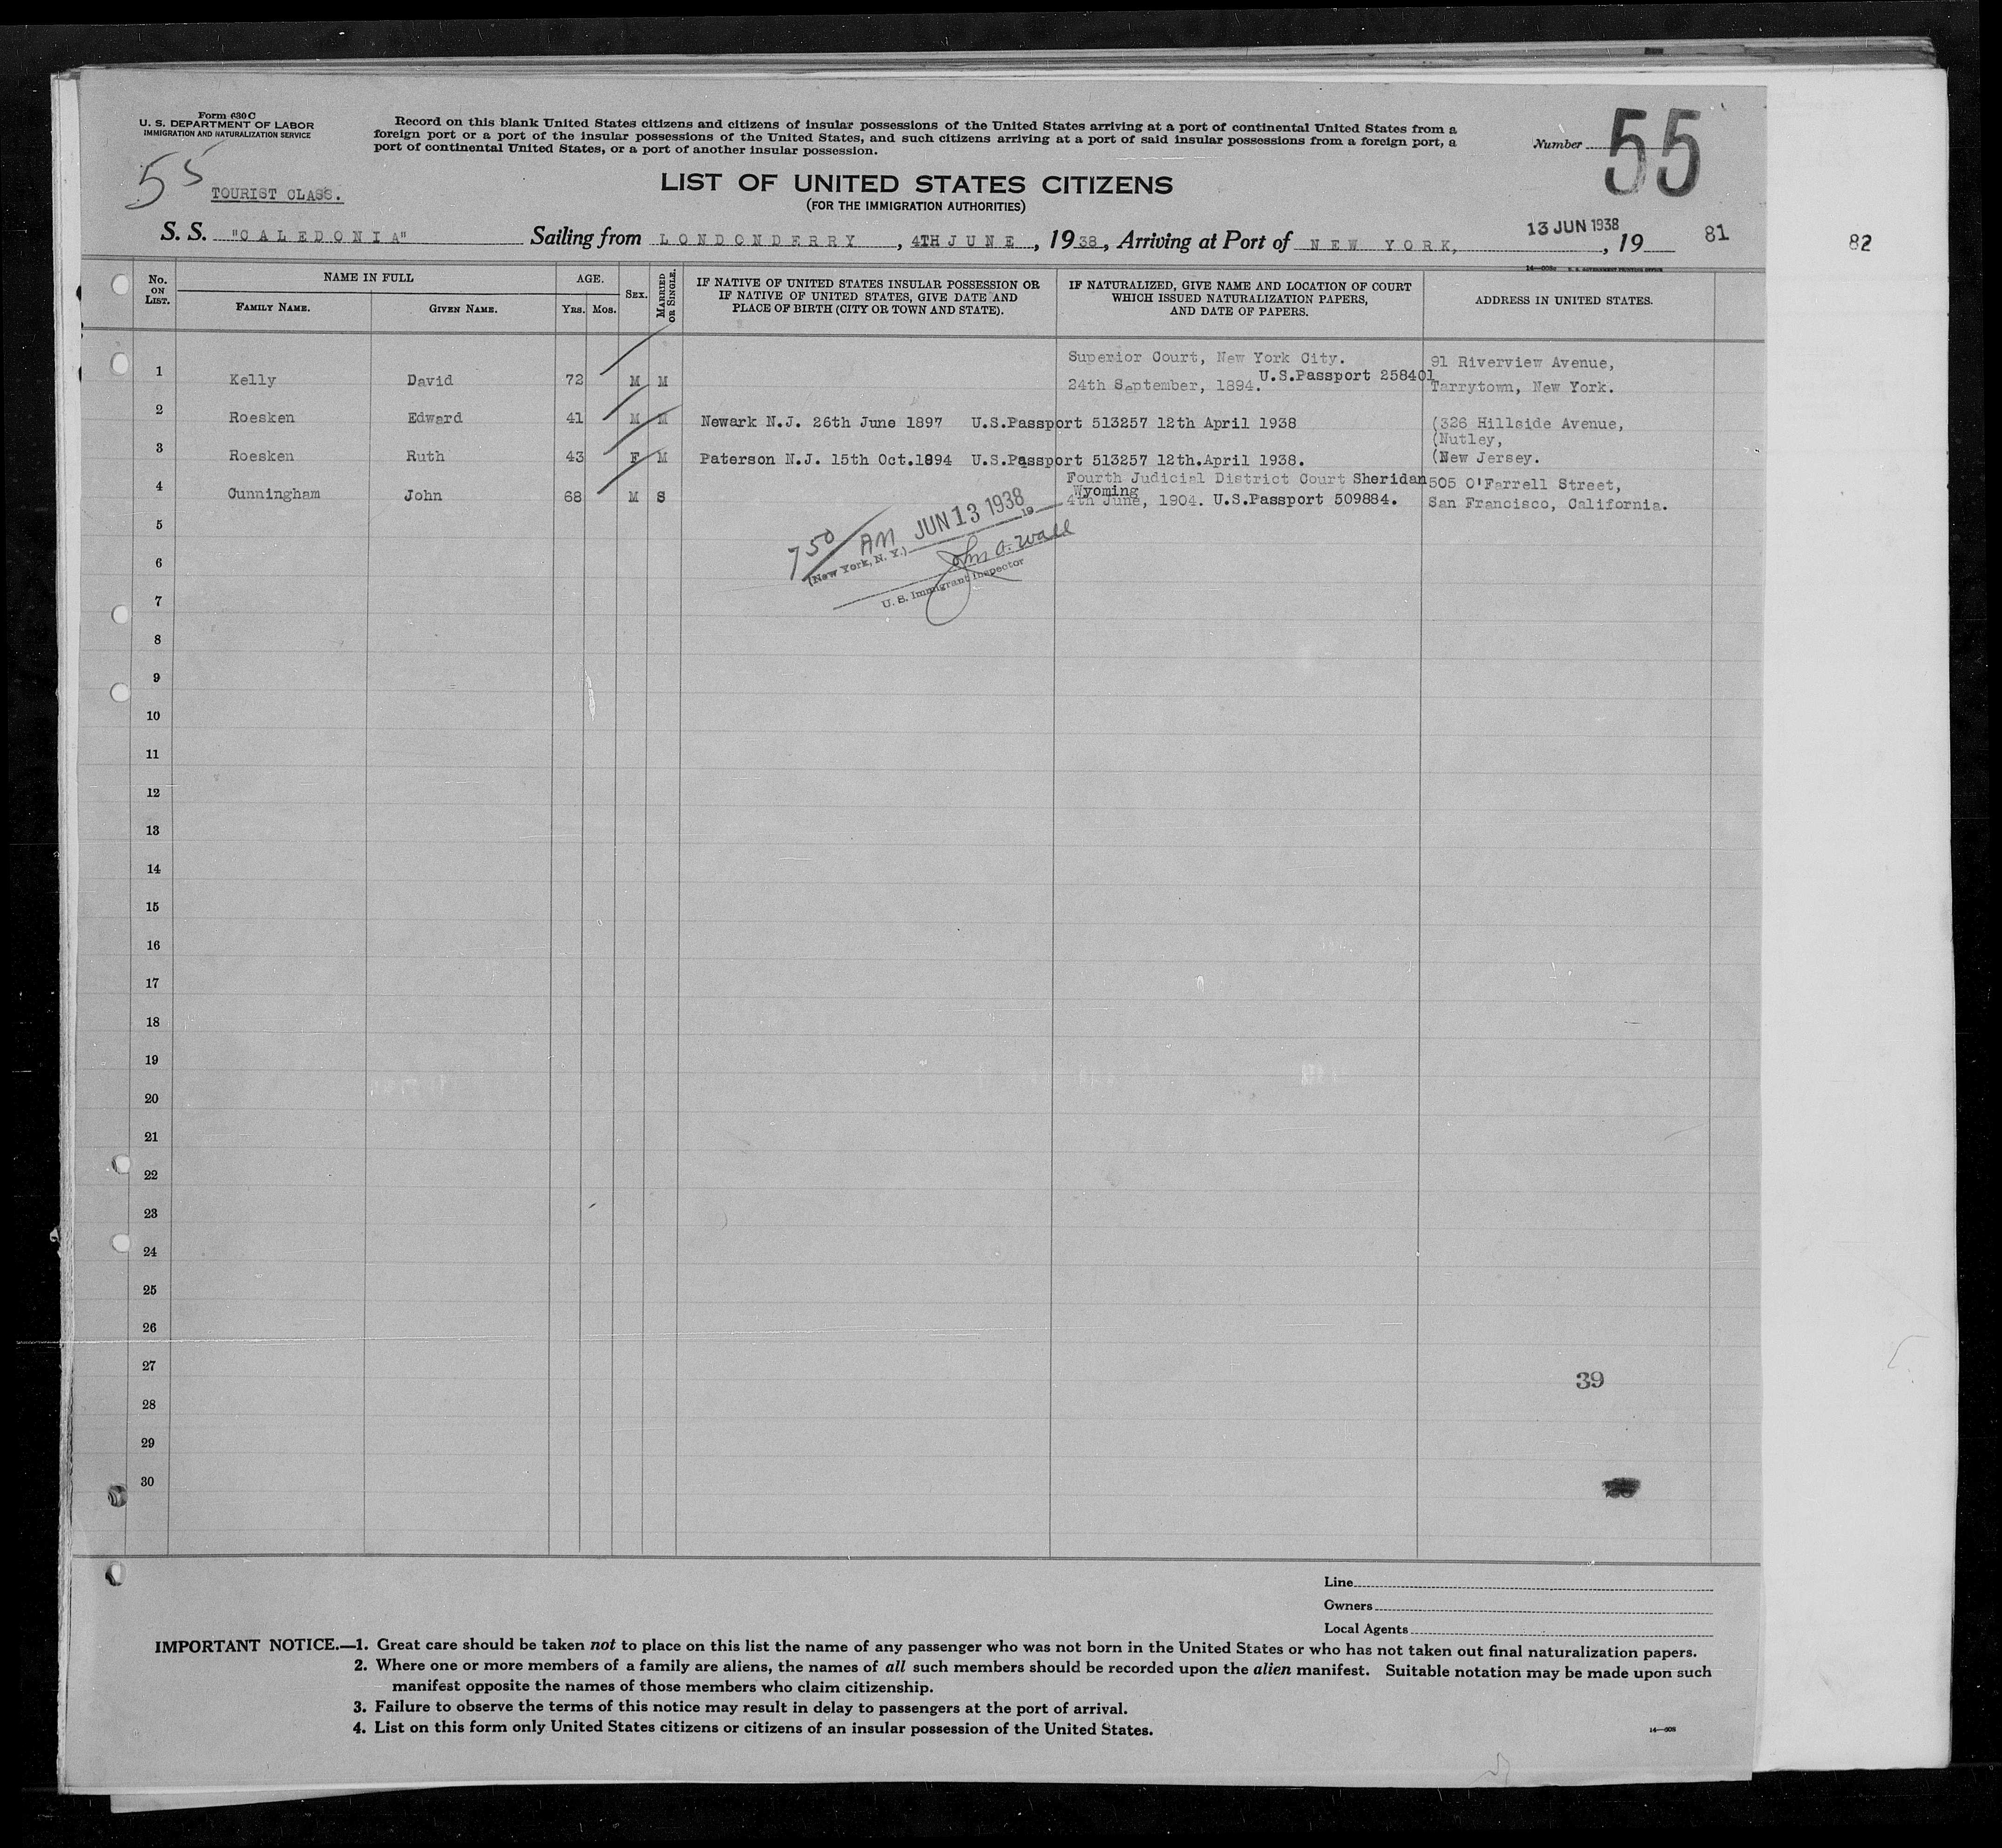 Form 630 C
U. S. DEPARTMENT OF LABOR
IMMIGRATION AND NATURALIZATION SERVICE
Record on this blank United States citizens and citizens of insular possessions of the United States arriving at a port of continental United States from a
foreign port or a port of the insular possessions of the United States, and such citizens arriving at a port of said insular possessions from a foreign port, a
port of continental United States, or a port of another insular possession.
Number 55
55
TOURIST CLASS.
LIST OF UNITED STATES CITIZENS
(FOR THE IMMIGRATION AUTHORITIES)
S. S. "CALEDONIA" Sailing from LONDONDERRY, 4TH JUNE, 1938, Arriving at Port of NEW YORK, 13 JUN 1938, 19 81
82
No. ON LIST.
NAME IN FULL
FAMILY NAME. GIVEN NAME.
AGE.
YRS. MOS.
SEX.
MARRIED OR SINGLE.
IF NATIVE OF UNITED STATES INSULAR POSSESSION OR
IF NATIVE OF UNITED STATES, GIVE DATE AND
PLACE OF BIRTH (CITY OR TOWN AND STATE).
IF NATURALIZED, GIVE NAME AND LOCATION OF COURT
WHICH ISSUED NATURALIZATION PAPERS,
AND DATE OF PAPERS.
ADDRESS IN UNITED STATES.
1 Kelly David 72 M M Superior Court, New York City.
24th September, 1894. U.S.Passport 258401
91 Riverview Avenue,
Tarrytown, New York.
2 Roesken Edward 41 M M Newark N.J. 26th June 1897 U.S.Passport 513257 12th April 1938
(326 Hillside Avenue,
(Nutley,
3 Roesken Ruth 43 F M Paterson N.J. 15th Oct.1894 U.S.Passport 513257 12th.April 1938.
(New Jersey.
4 Cunningham John 68 M S Fourth Judicial District Court Sheridan
Wyoming
4th June, 1904. U.S.Passport 509884.
505 O'Farrell Street,
San Francisco, California.
750 AM JUN 13 1938 19
(New York, N. Y.)
Jn a. Wall
U. S. Immigrant Inspector
5
6
7
8
9
10
11
12
13
14
15
16
17
18
19
20
21
22
23
24
25
26
27
39
28
29
30
Line
Owners
Local Agents
IMPORTANT NOTICE.—1. Great care should be taken not to place on this list the name of any passenger who was not born in the United States or who has not taken out final naturalization papers.
2. Where one or more members of a family are aliens, the names of all such members should be recorded upon the alien manifest. Suitable notation may be made upon such
manifest opposite the names of those members who claim citizenship.
3. Failure to observe the terms of this notice may result in delay to passengers at the port of arrival.
4. List on this form only United States citizens or citizens of an insular possession of the United States.
14—608